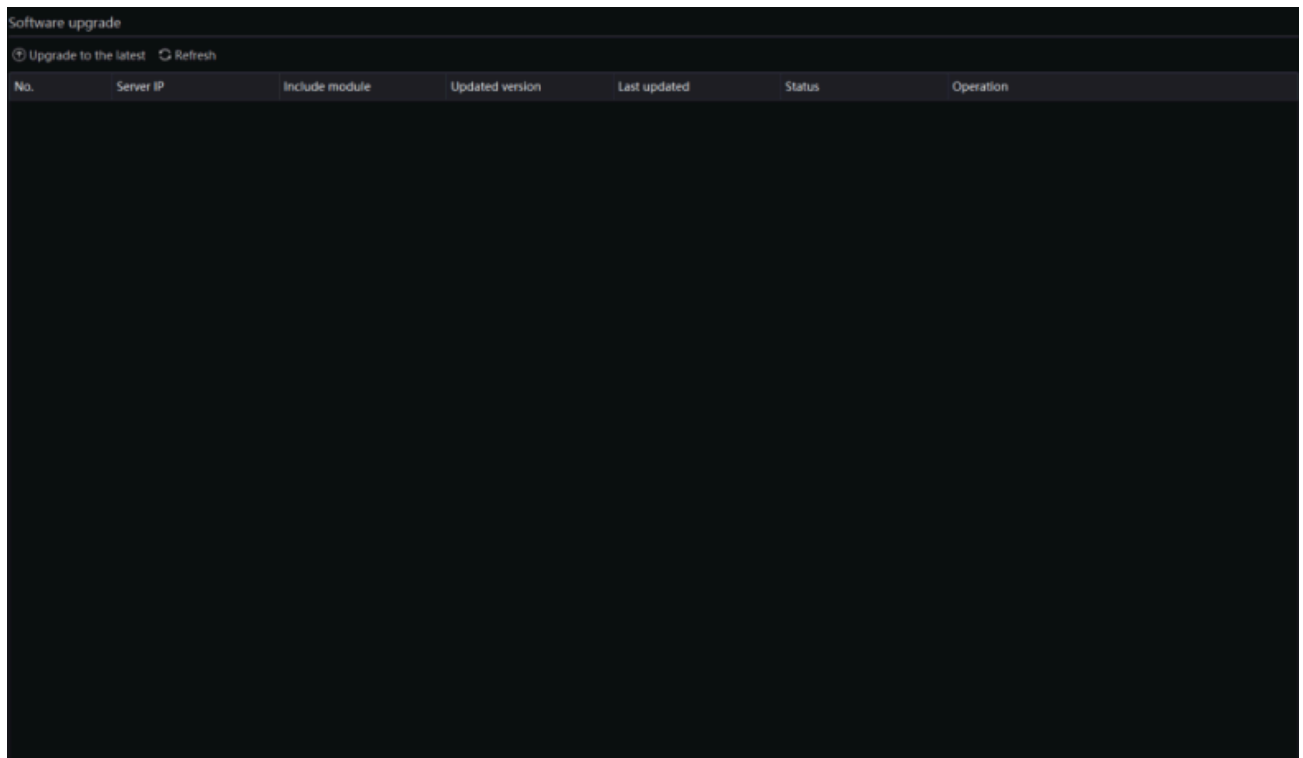 Software upgrade
Upgrade to the latest Refresh
No. Server IP Include module Updated version Last updated Status Operation